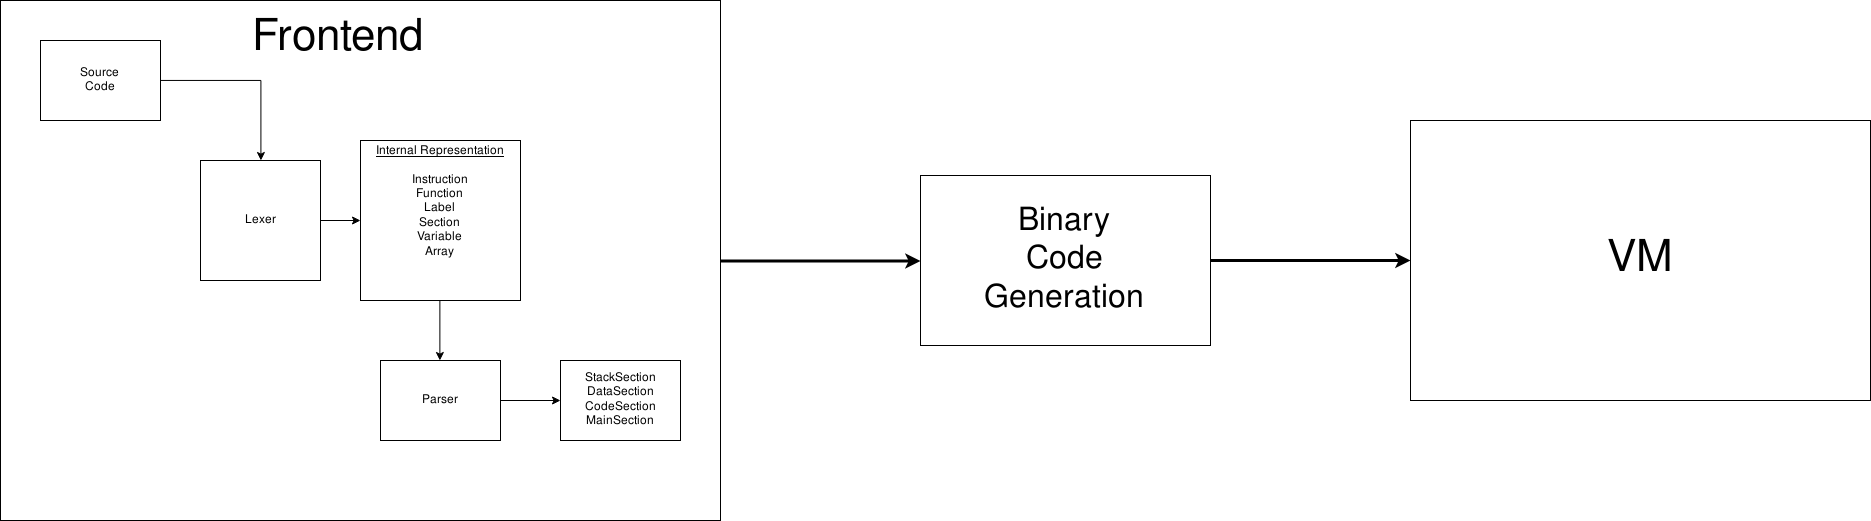 Frontend
Source
Code
Lexer
Internal Representation
Instruction
Function
Label
Section
Variable
Array
Parser
StackSection
DataSection
CodeSection
MainSection
Binary
Code
Generation
VM